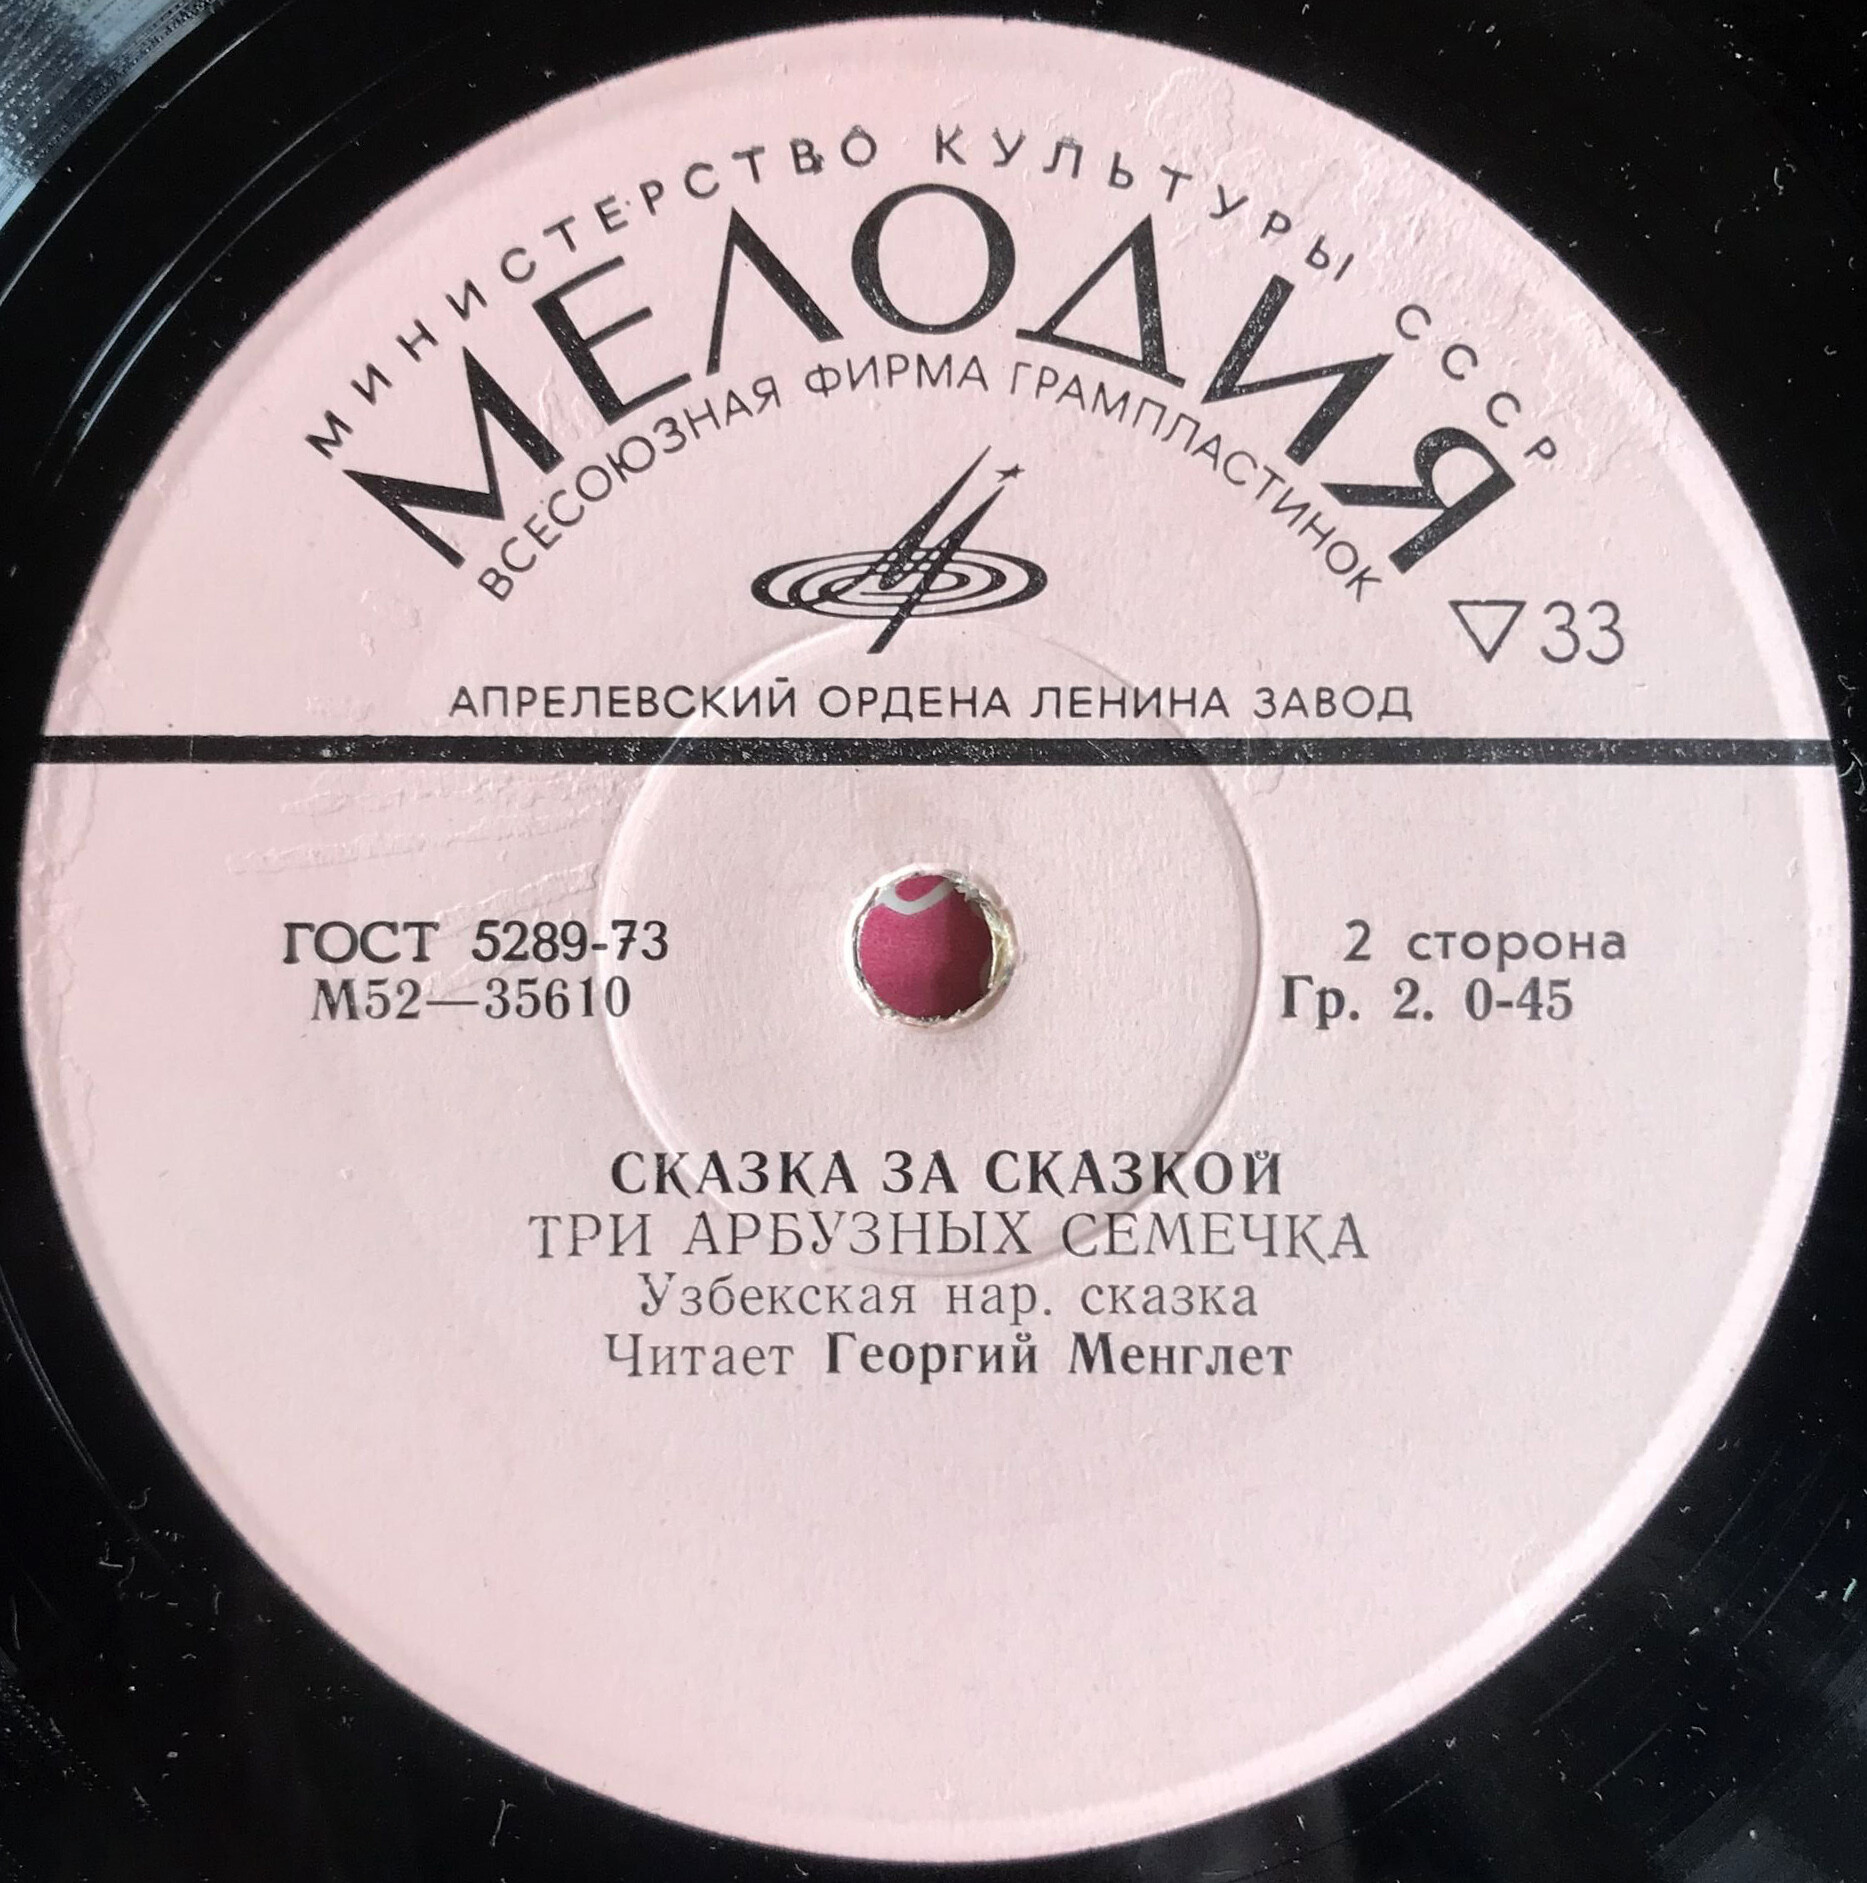 МИНИСТЕРСТВО КУЛЬТУРЫ СССР
МЕЛОДИЯ
ВСЕСОЮЗНАЯ ФИРМА ГРАМПЛАСТИНОК
▽33
АПРЕЛЕВСКИЙ ОРДЕНА ЛЕНИНА ЗАВОД
ГОСТ 5289-73
2 сторона
М52—35610
Гр. 2. 0-45
СКАЗКА ЗА СКАЗКОЙ
ТРИ АРБУЗНЫХ СЕМЕЧКА
Узбекская нар. сказка
Читает Георгий Менглет